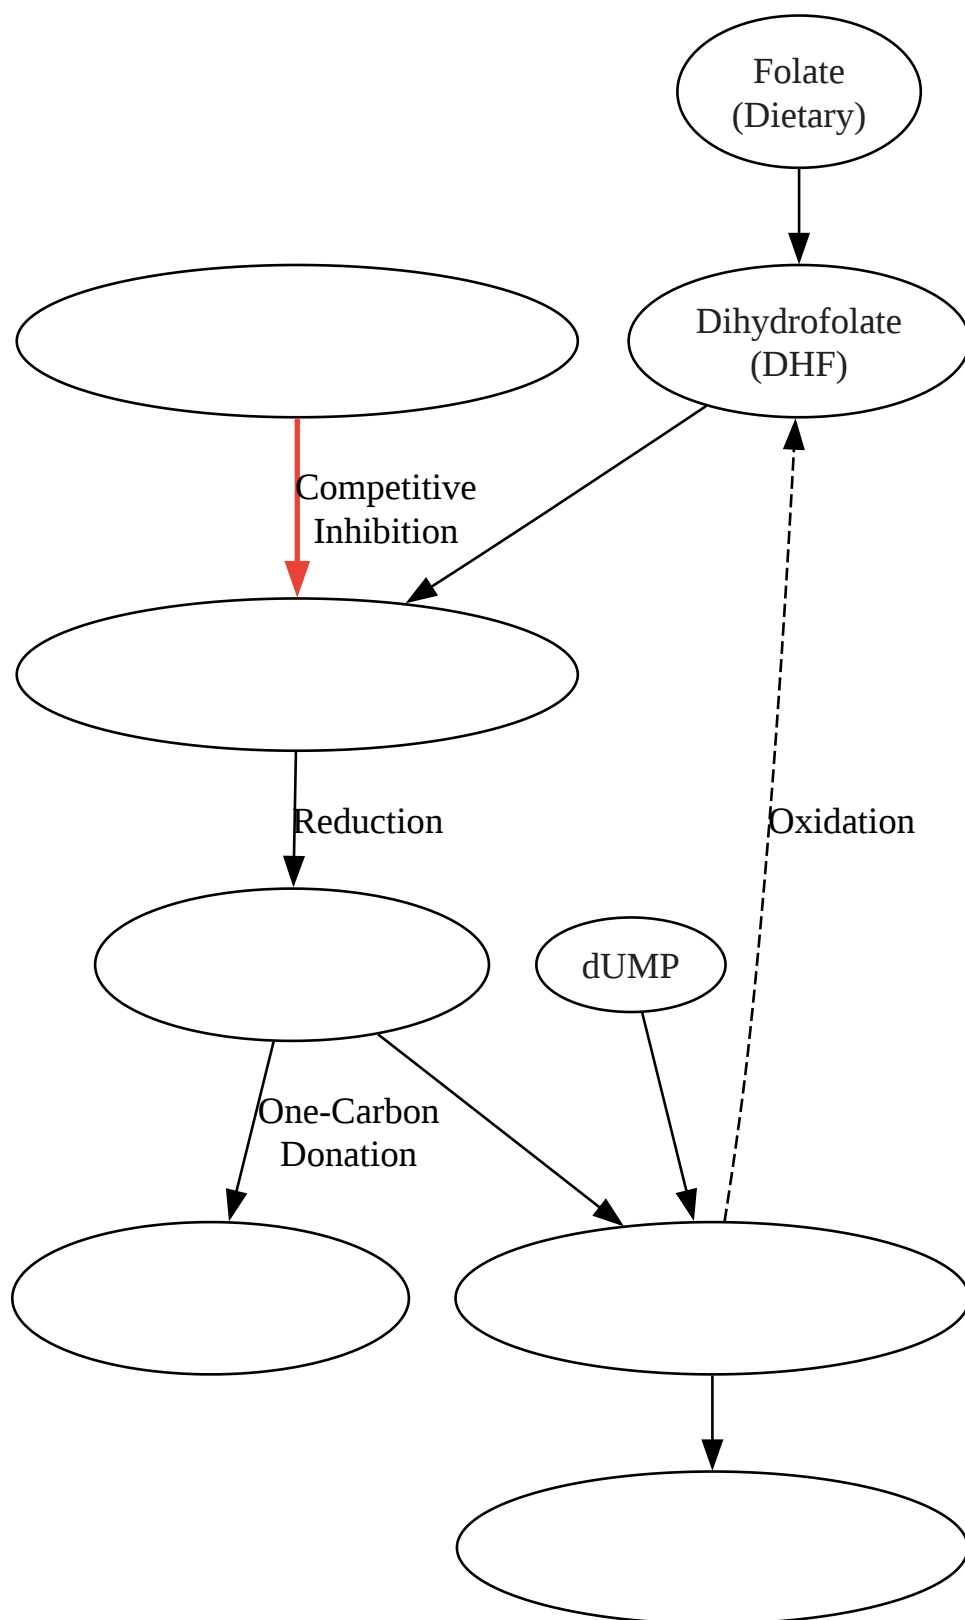 Folate
(Dietary)
Dihydrofolate
(DHF)
Competitive
Inhibition
Reduction
Oxidation
dUMP
One-Carbon
Donation